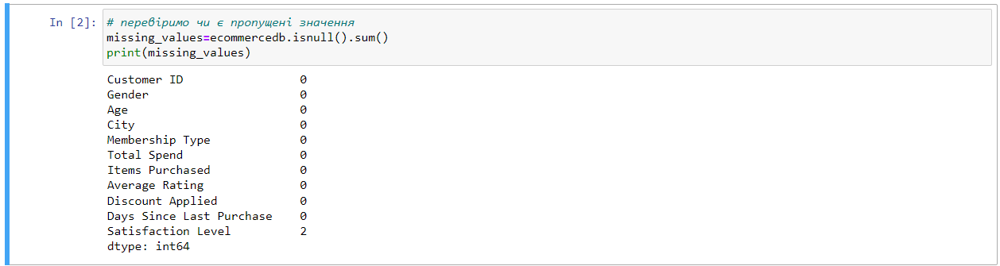 In [2]: # перевіримо чи є пропущені значення
missing_values=ecommercedb.isnull().sum()
print(missing_values)
Customer ID 0
Gender 0
Age 0
City 0
Membership Type 0
Total Spend 0
Items Purchased 0
Average Rating 0
Discount Applied 0
Days Since Last Purchase 0
Satisfaction Level 2
dtype: int64